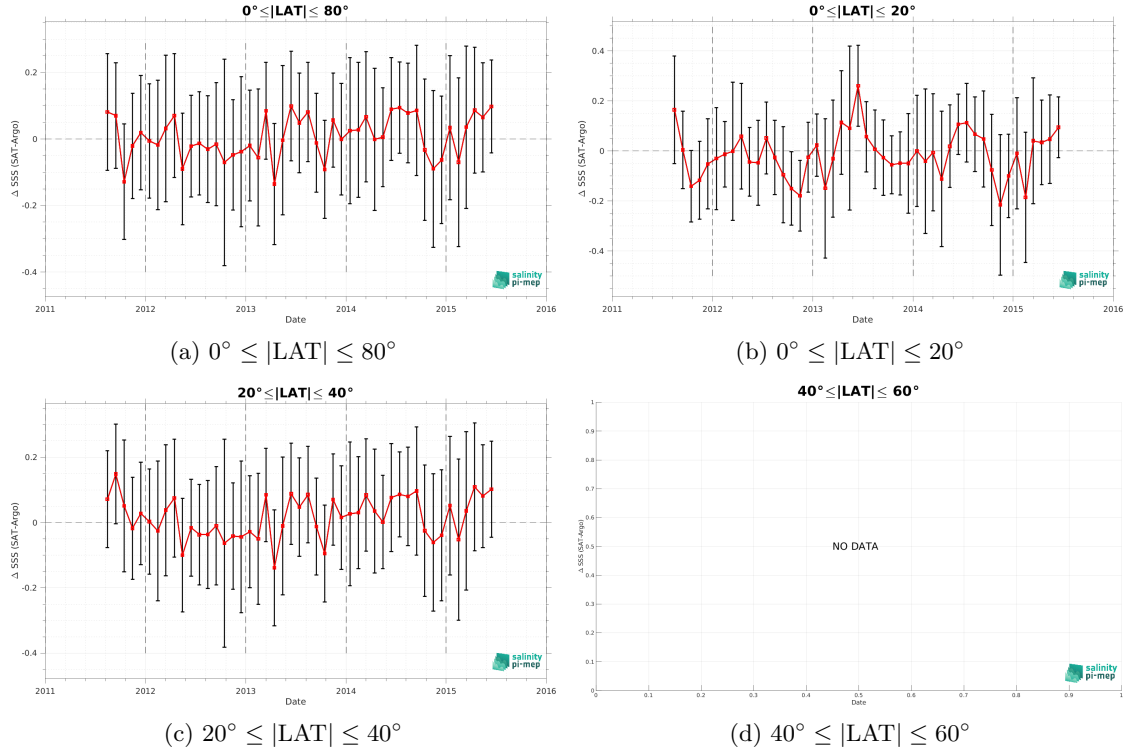 0°≤|LAT|≤ 80°
Δ SSS (SAT-Argo)
0.2
0
-0.2
-0.4
2011
2012
2013
2014
2015
2016
Date
salinity
pi-mep
(a) 0° ≤ |LAT| ≤ 80°
0°≤|LAT|≤ 20°
Δ SSS (SAT-Argo)
0.4
0.2
0
-0.2
-0.4
2011
2012
2013
2014
2015
2016
Date
salinity
pi-mep
(b) 0° ≤ |LAT| ≤ 20°
20°≤|LAT|≤ 40°
Δ SSS (SAT-Argo)
0.2
0
-0.2
-0.4
2011
2012
2013
2014
2015
2016
Date
salinity
pi-mep
(c) 20° ≤ |LAT| ≤ 40°
40°≤|LAT|≤ 60°
Δ SSS (SAT-Argo)
1
0.9
0.8
0.7
0.6
0.5
0.4
0.3
0.2
0.1
0
NO DATA
0
0.1
0.2
0.3
0.4
0.5
0.6
0.7
0.8
0.9
1
Date
salinity
pi-mep
(d) 40° ≤ |LAT| ≤ 60°